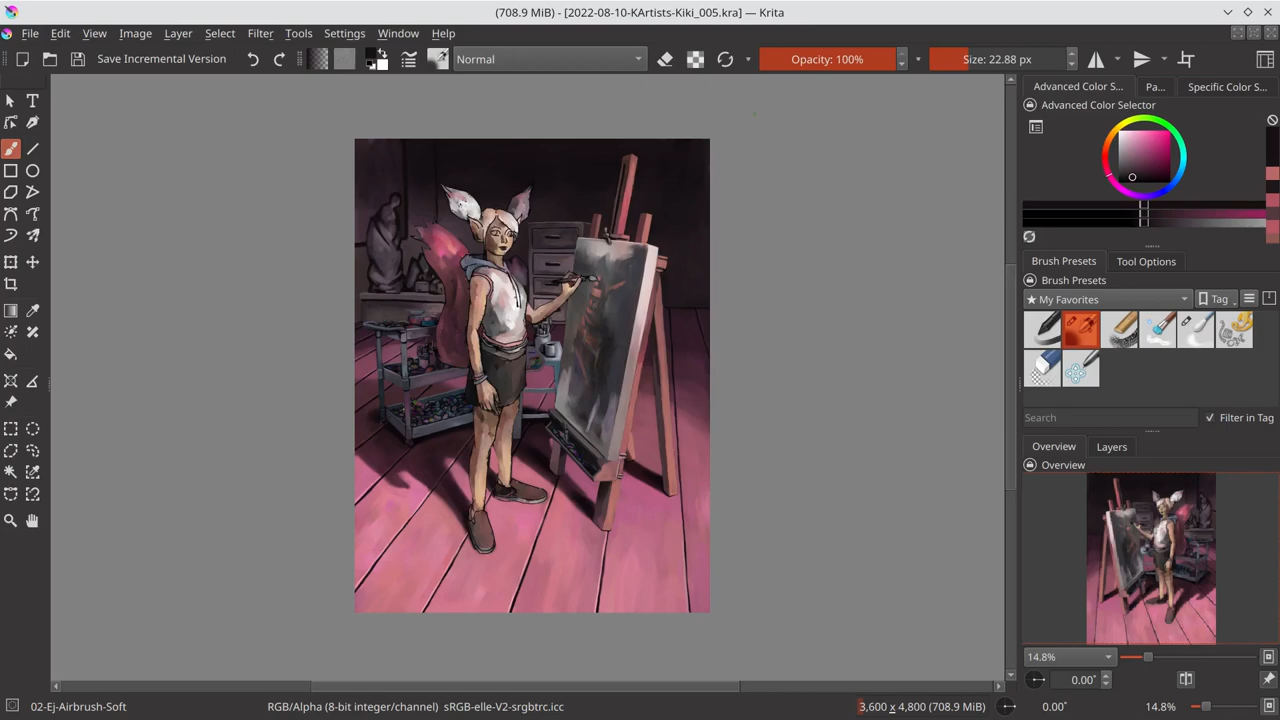 (708.9 MiB) [2022-08-10-KArtists-Kiki_005.kra] — Krita
File Edit View Image Layer Select Filter Tools Settings Window Help
Save Incremental Version Normal Opacity: 100% Size: 22.88 px
Advanced Color S... Pa... Specific Color S...
Advanced Color Selector
Brush Presets Tool Options
Brush Presets
★ My Favorites Tag
Search Filter in Tag
Overview Layers
Overview
14.8%
0.00°
02-Ej-Airbrush-Soft RGB/Alpha (8-bit integer/channel) sRGB-elle-V2-srgbtrc.icc 3,600 x 4,800 (708.9 MiB) 0.00° 14.8%